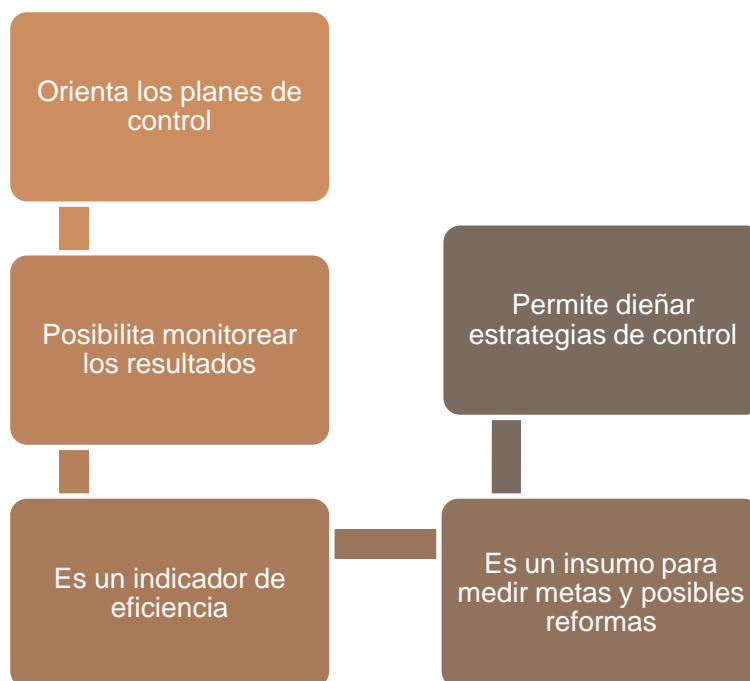 Orienta los planes de
control
Posibilita monitorear
los resultados
Es un indicador de
eficiencia
Es un insumo para
medir metas y posibles
reformas
Permite dieñar
estrategias de control